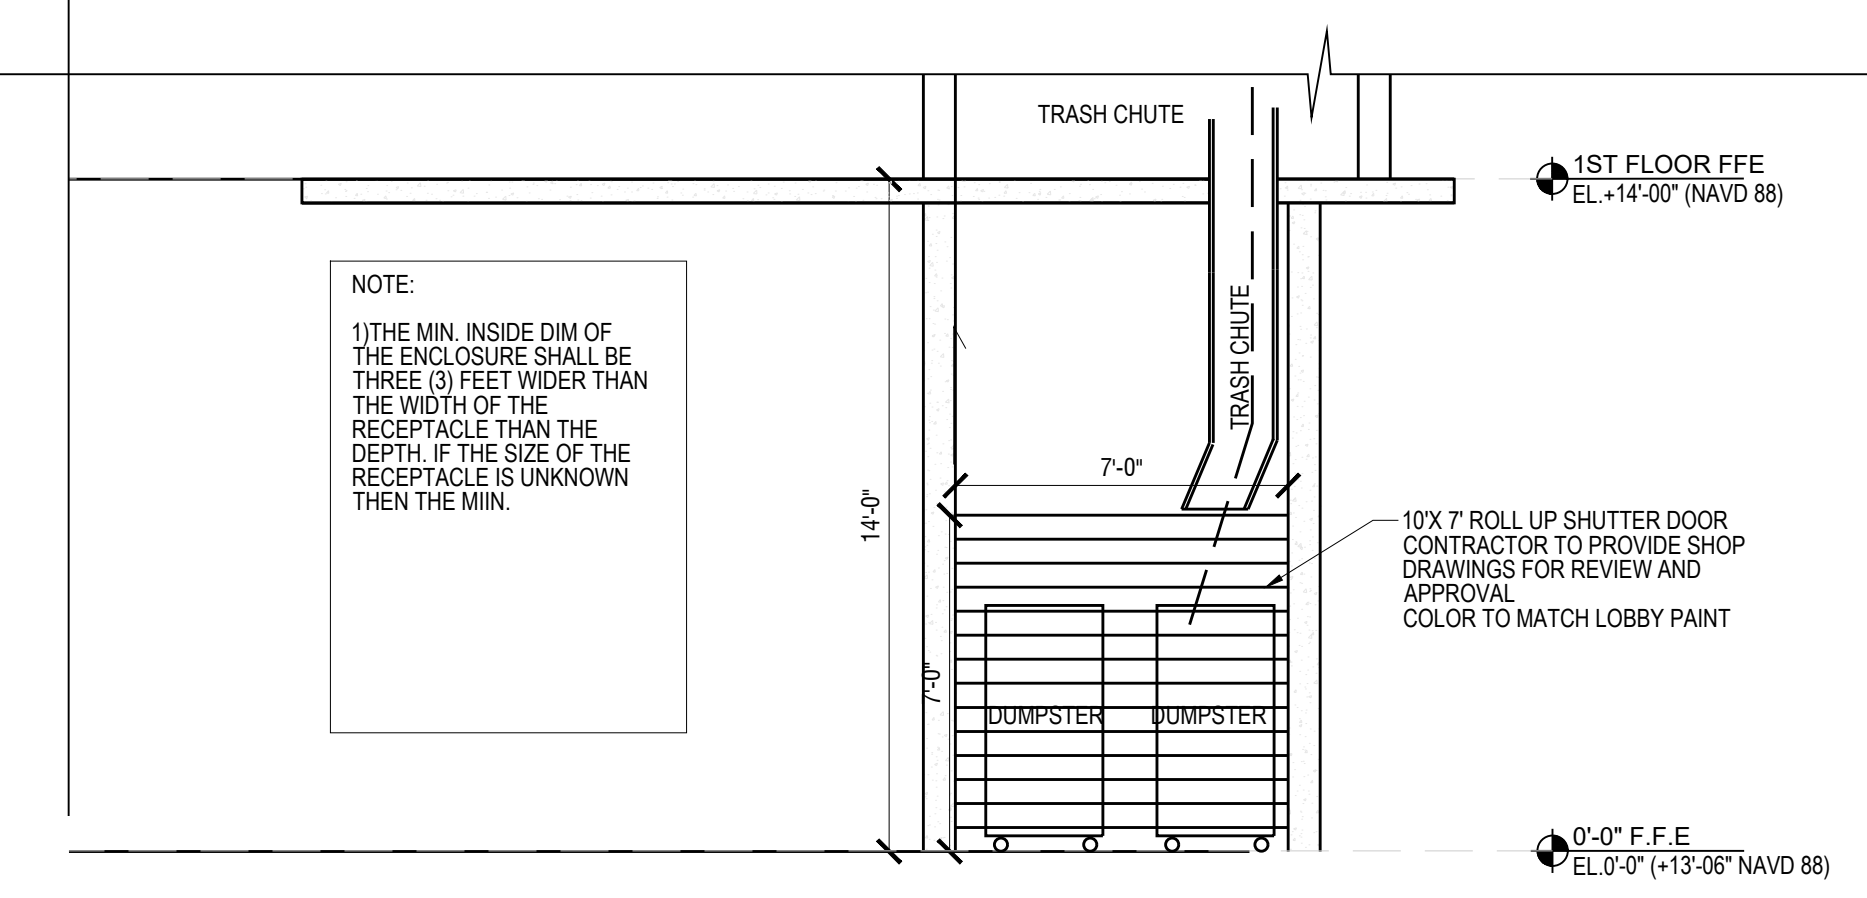 TRASH CHUTE
1ST FLOOR FFE
EL.+14'-00" (NAVD 88)
NOTE:
1)THE MIN. INSIDE DIM OF
THE ENCLOSURE SHALL BE
THREE (3) FEET WIDER THAN
THE WIDTH OF THE
RECEPTACLE THAN THE
DEPTH. IF THE SIZE OF THE
RECEPTACLE IS UNKNOWN
THEN THE MIIN.
TRASH CHUTE
7'-0"
14'-0"
10'X 7' ROLL UP SHUTTER DOOR
CONTRACTOR TO PROVIDE SHOP
DRAWINGS FOR REVIEW AND
APPROVAL
COLOR TO MATCH LOBBY PAINT
7'-0"
DUMPSTER
DUMPSTER
0'-0" F.F.E
EL.0'-0" (+13'-06" NAVD 88)